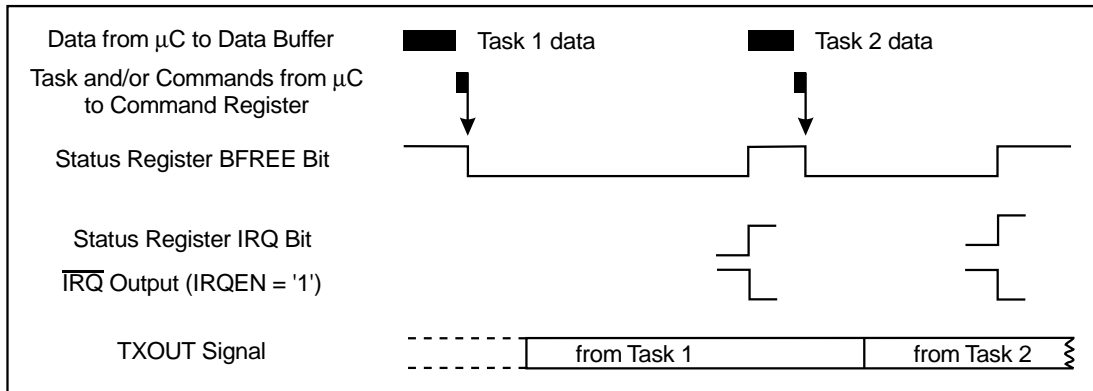 Data from μC to Data Buffer
Task 1 data
Task 2 data
Task and/or Commands from μC
to Command Register
Status Register BFREE Bit
Status Register IRQ Bit
IRQ Output (IRQEN = '1')
TXOUT Signal
from Task 1
from Task 2